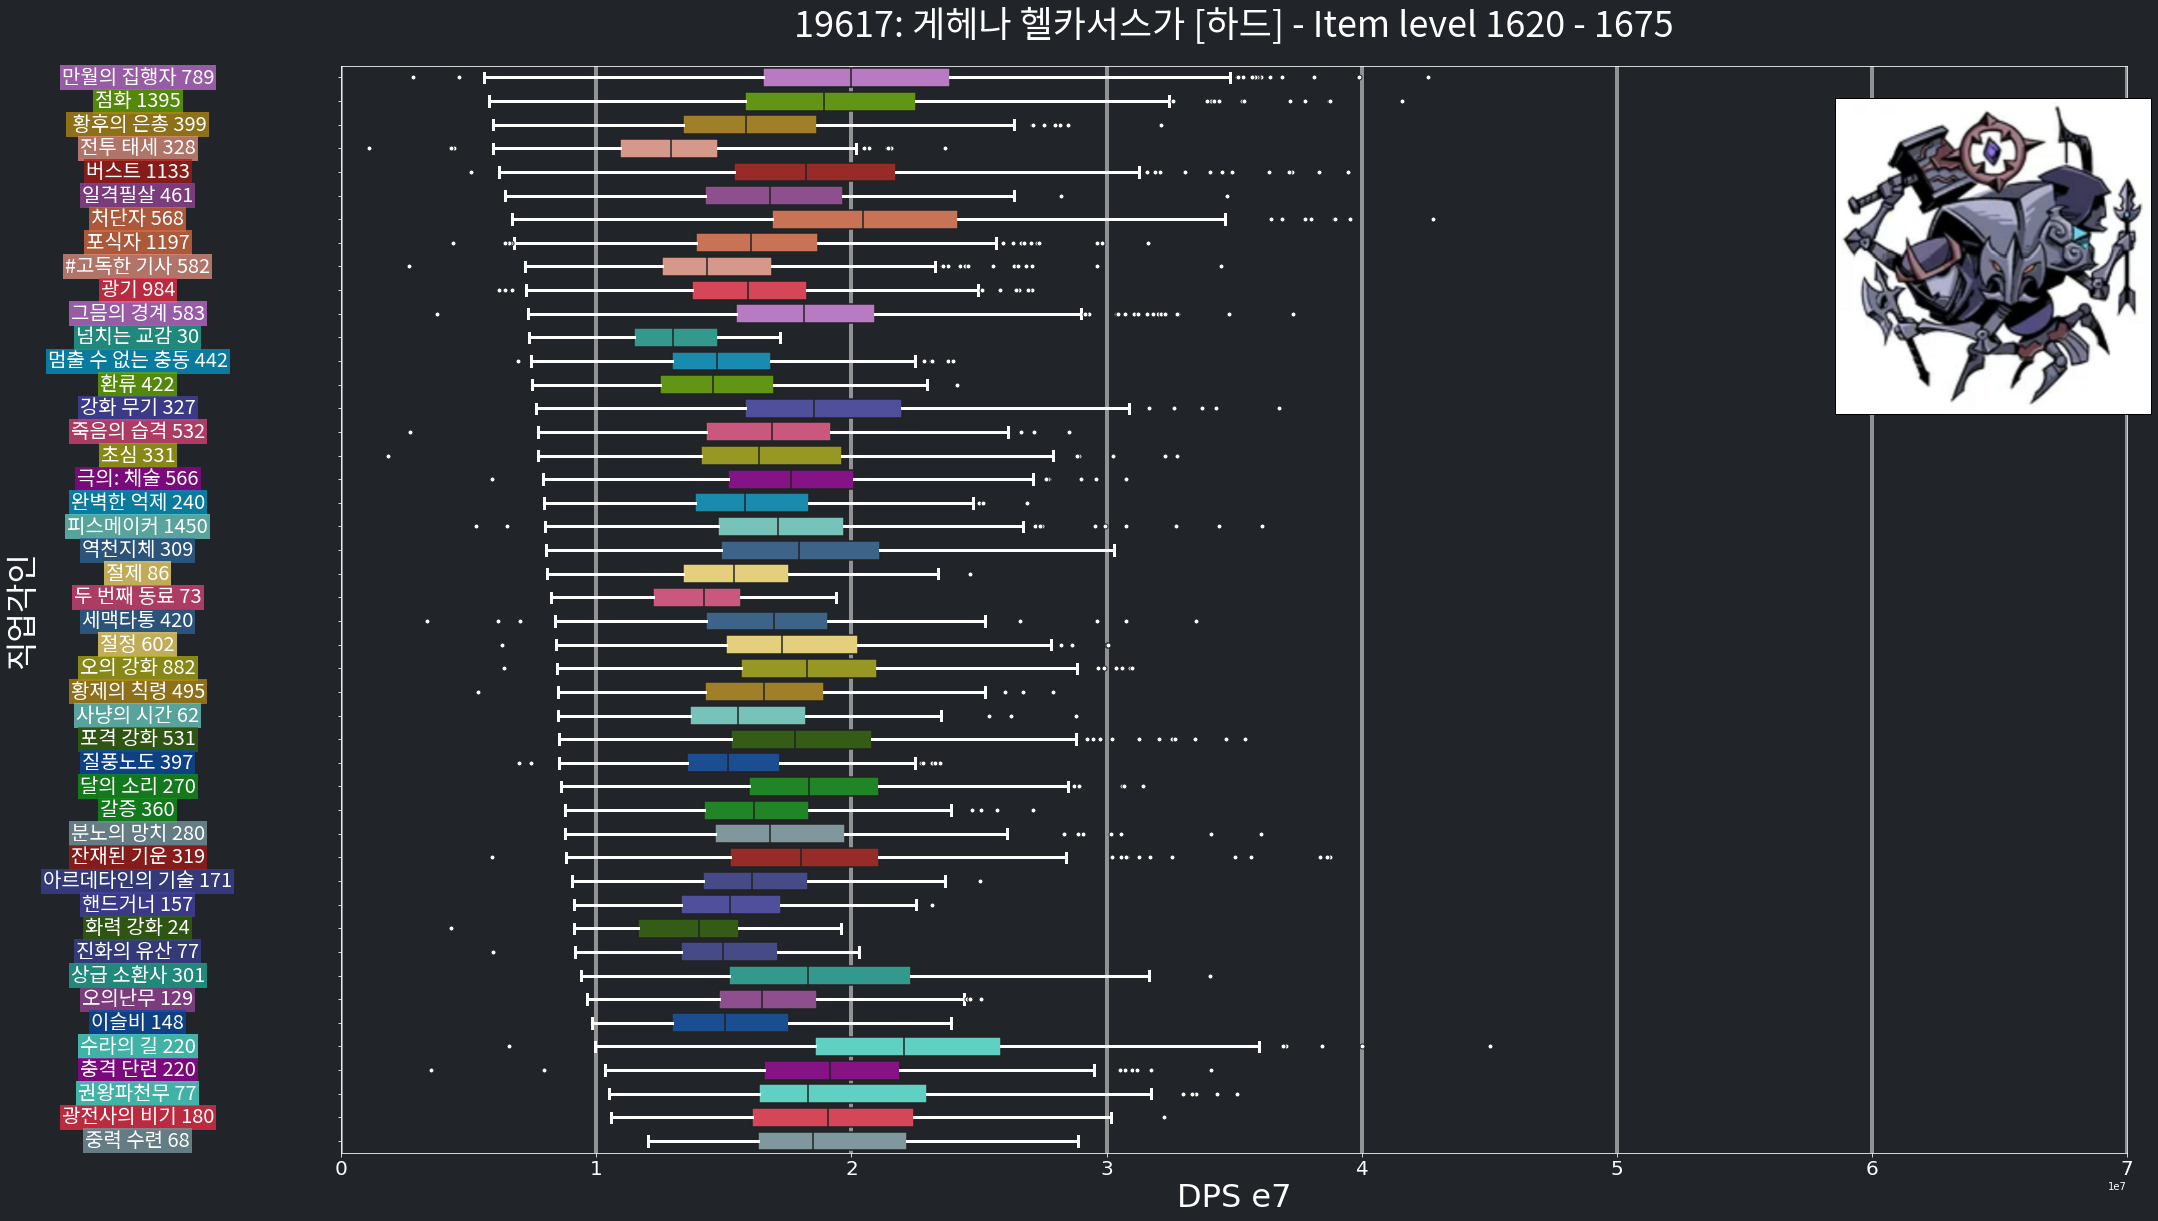 19617: 게헤나 헬카서스가 [하드] - Item level 1620 - 1675
만월의 집행자 789
점화 1395
황후의 은총 399
전투 태세 328
버스트 1133
일격필살 461
처단자 568
포식자 1197
#고독한 기사 582
광기 984
그믐의 경계 583
넘치는 교감 30
멈출 수 없는 충동 442
환류 422
강화 무기 327
죽음의 습격 532
초심 331
극의: 체술 566
완벽한 억제 240
피스메이커 1450
역천지체 309
절제 86
두 번째 동료 73
세맥타통 420
절정 602
오의 강화 882
황제의 칙령 495
사냥의 시간 62
포격 강화 531
질풍노도 397
달의 소리 270
갈증 360
분노의 망치 280
잔재된 기운 319
아르데타인의 기술 171
핸드거너 157
화력 강화 24
진화의 유산 77
상급 소환사 301
오의난무 129
이슬비 148
수라의 길 220
충격 단련 220
권왕파천무 77
광전사의 비기 180
중력 수련 68
직업각인
0 1 2 3 4 5 6 7
1e7
DPS e7